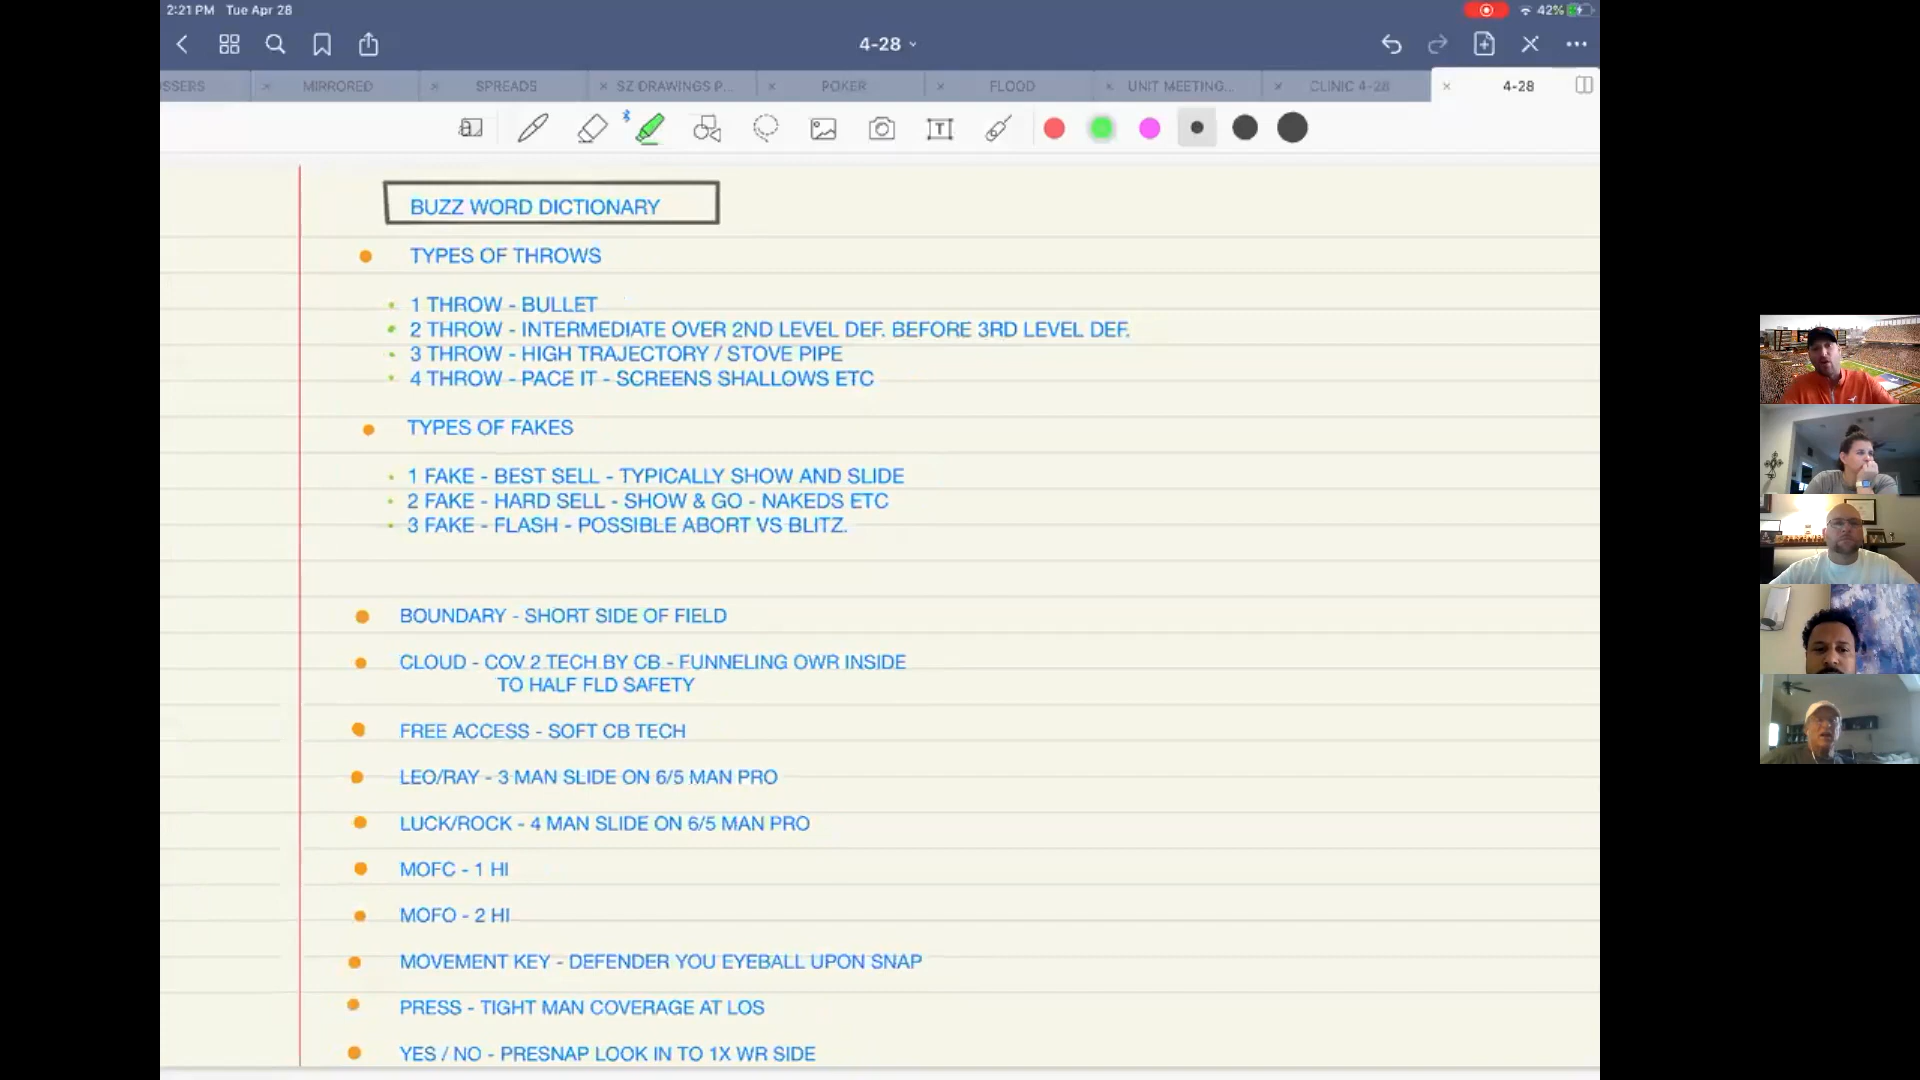 2:21 PM Tue Apr 28
42%
4-28
SSERS
MIRRORED
SPREADS
SZ DRAWINGS P...
POKER
FLOOD
UNIT MEETING...
CLINIC 4-28
4-28
BUZZ WORD DICTIONARY
TYPES OF THROWS
1 THROW - BULLET
2 THROW - INTERMEDIATE OVER 2ND LEVEL DEF. BEFORE 3RD LEVEL DEF.
3 THROW - HIGH TRAJECTORY / STOVE PIPE
4 THROW - PACE IT - SCREENS SHALLOWS ETC
TYPES OF FAKES
1 FAKE - BEST SELL - TYPICALLY SHOW AND SLIDE
2 FAKE - HARD SELL - SHOW & GO - NAKEDS ETC
3 FAKE - FLASH - POSSIBLE ABORT VS BLITZ.
BOUNDARY - SHORT SIDE OF FIELD
CLOUD - COV 2 TECH BY CB - FUNNELING OWR INSIDE
TO HALF FLD SAFETY
FREE ACCESS - SOFT CB TECH
LEO/RAY - 3 MAN SLIDE ON 6/5 MAN PRO
LUCK/ROCK - 4 MAN SLIDE ON 6/5 MAN PRO
MOFC - 1 HI
MOFO - 2 HI
MOVEMENT KEY - DEFENDER YOU EYEBALL UPON SNAP
PRESS - TIGHT MAN COVERAGE AT LOS
YES / NO - PRESNAP LOOK IN TO 1X WR SIDE